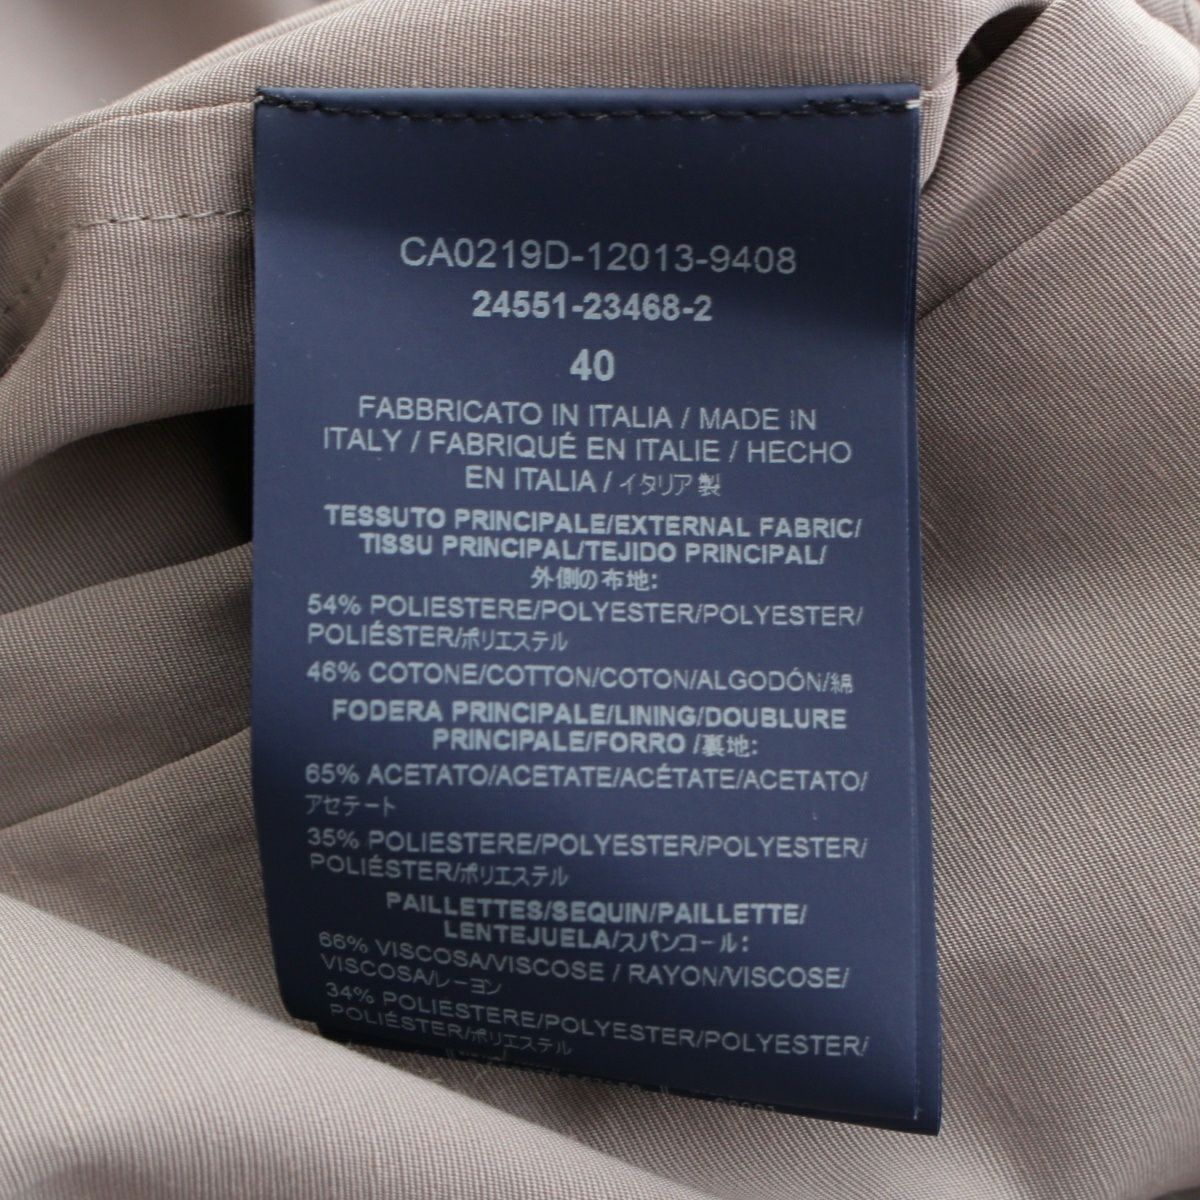 CA0219D-12013-9408
24551-23468-2
40
FABBRICATO IN ITALIA / MADE IN
ITALY / FABRIQUÉ EN ITALIE / HECHO
EN ITALIA / イタリア製
TESSUTO PRINCIPALE/EXTERNAL FABRIC/
TISSU PRINCIPAL/TEJIDO PRINCIPAL/
外側の布地:
54% POLIESTERE/POLYESTER/POLYESTER/
POLIÉSTER/ポリエステル
46% COTONE/COTTON/COTON/ALGODÓN/綿
FODERA PRINCIPALE/LINING/DOUBLURE
PRINCIPALE/FORRO /裏地:
65% ACETATO/ACETATE/ACÉTATE/ACETATO/
アセテート
35% POLIESTERE/POLYESTER/POLYESTER/
POLIÉSTER/ポリエステル
PAILLETTES/SEQUIN/PAILLETTE/
LENTEJUELA/スパンコール:
66% VISCOSA/VISCOSE / RAYON/VISCOSE/
VISCOSA/レーヨン
34% POLIESTERE/POLYESTER/POLYESTER/
POLIÉSTER/ポリエステル